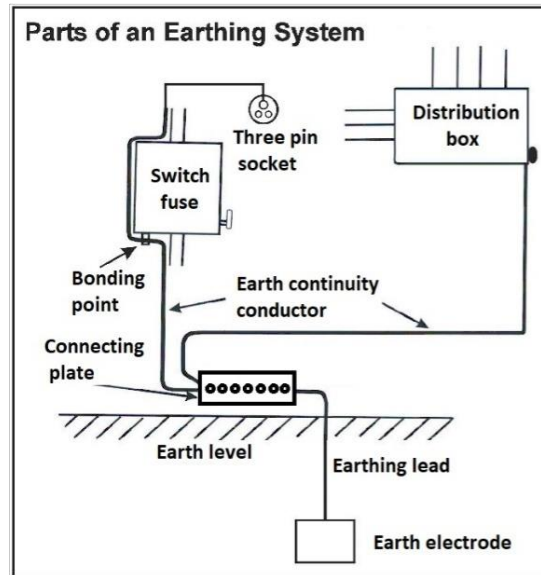 Parts of an Earthing System
Three pin
socket
Distribution
box
Switch
fuse
Bonding
point
Earth continuity
conductor
Connecting
plate
Earth level
Earthing lead
Earth electrode